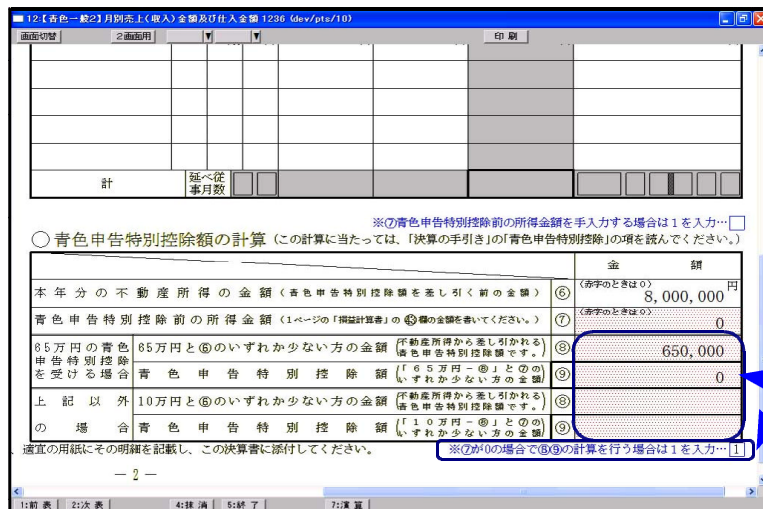 12:【青色一般2】月別売上(収入)金額及び仕入金額 1236 (dev/pts/10)
画面切替 2画面用 印刷
計 延べ従事月数
※⑦青色申告特別控除前の所得金額を手入力する場合は1を入力…
○青色申告特別控除額の計算(この計算に当たっては、「決算の手引き」の「青色申告特別控除」の項を読んでください。)
金 額
本年分の不動産所得の金額(青色申告特別控除額を差し引く前の金額) ⑥ (赤字のときは0) 8,000,000 円
青色申告特別控除前の所得金額(1ページの「損益計算書」の㊸欄の金額を書いてください。) ⑦ (赤字のときは0) 0
65万円の青色申告特別控除を受ける場合
65万円と⑥のいずれか少ない方の金額(不動産所得から差し引かれる青色申告特別控除額です。) ⑧ 650,000
青色申告特別控除額(「65万円-⑧」と⑦のいずれか少ない方の金額) ⑨ 0
上記以外の場合
10万円と⑥のいずれか少ない方の金額(不動産所得から差し引かれる青色申告特別控除額です。) ⑧
青色申告特別控除額(「10万円-⑧」と⑦のいずれか少ない方の金額) ⑨
、適宜の用紙にその明細を記載し、この決算書に添付してください。
※⑦が0の場合で⑧⑨の計算を行う場合は1を入力…1
― 2 ―
1:前表 2:次表 4:抹消 5:終了 7:演算